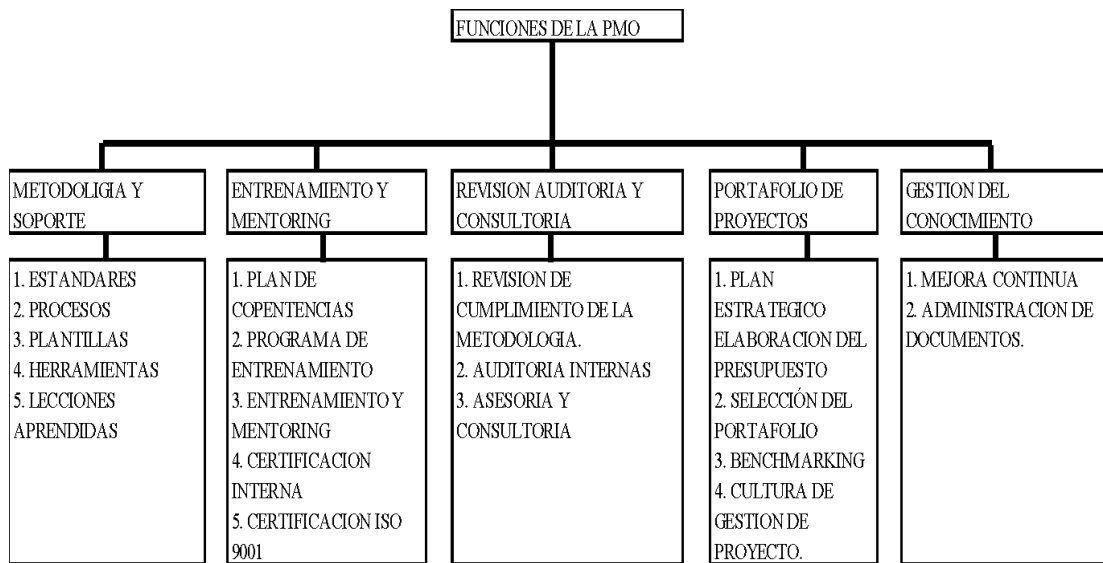 FUNCIONES DE LA PMO
METODOLIGIA Y
SOPORTE
ENTRENAMIENTO Y
MENTORING
REVISION AUDITORIA Y
CONSULTORIA
PORTAFOLIO DE
PROYECTOS
GESTION DEL
CONOCIMIENTO
1. ESTANDARES
2. PROCESOS
3. PLANTILLAS
4. HERRAMIENTAS
5. LECCIONES
APRENDIDAS
1. PLAN DE
COPENTENCIAS
2. PROGRAMA DE
ENTRENAMIENTO
3. ENTRENAMIENTO Y
MENTORING
4. CERTIFICACION
INTERNA
5. CERTIFICACION ISO
9001
1. REVISION DE
CUMPLIMIENTO DE LA
METODOLOGIA.
2. AUDITORIA INTERNAS
3. ASESORIA Y
CONSULTORIA
1. PLAN
ESTRATEGICO
ELABORACION DEL
PRESUPUESTO
2. SELECCIÓN DEL
PORTAFOLIO
3. BENCHMARKING
4. CULTURA DE
GESTION DE
PROYECTO.
1. MEJORA CONTINUA
2. ADMINISTRACION DE
DOCUMENTOS.